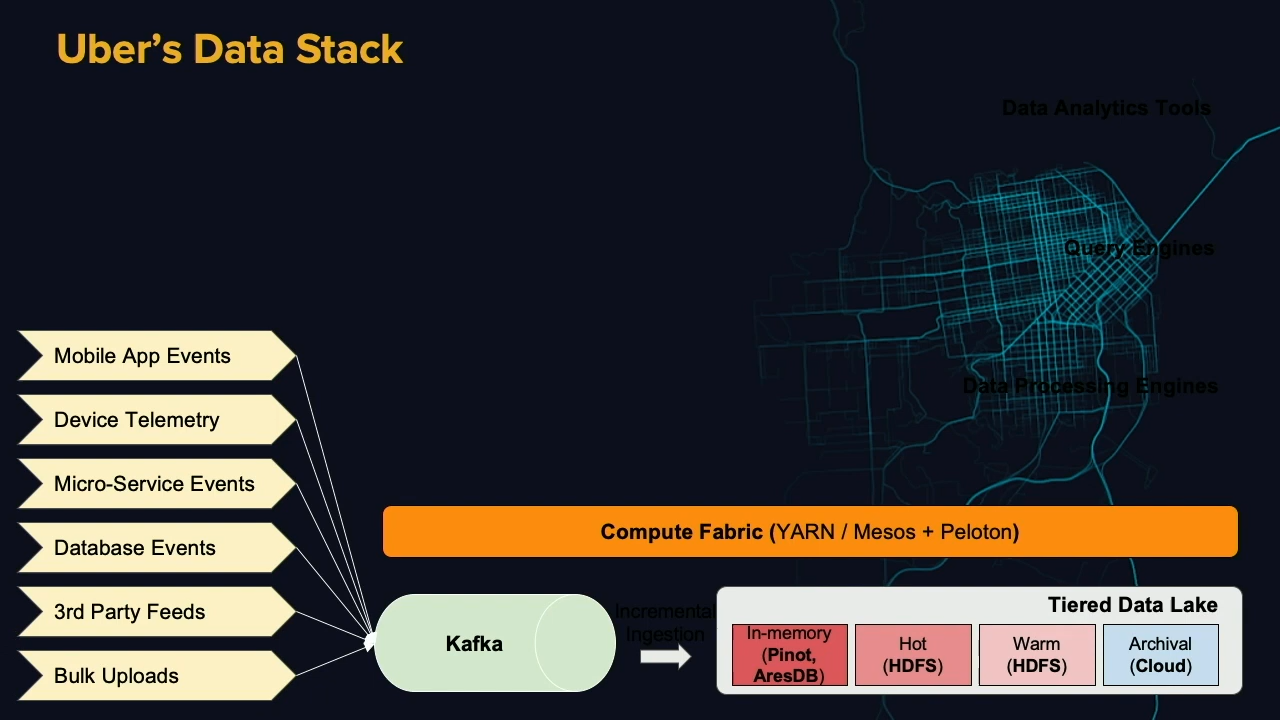 Uber’s Data Stack
Data Analytics Tools
Query Engines
Data Processing Engines
Mobile App Events
Device Telemetry
Micro-Service Events
Database Events
3rd Party Feeds
Bulk Uploads
Compute Fabric (YARN / Mesos + Peloton)
Kafka
Incremental
Ingestion
Tiered Data Lake
In-memory
(Pinot,
AresDB)
Hot
(HDFS)
Warm
(HDFS)
Archival
(Cloud)